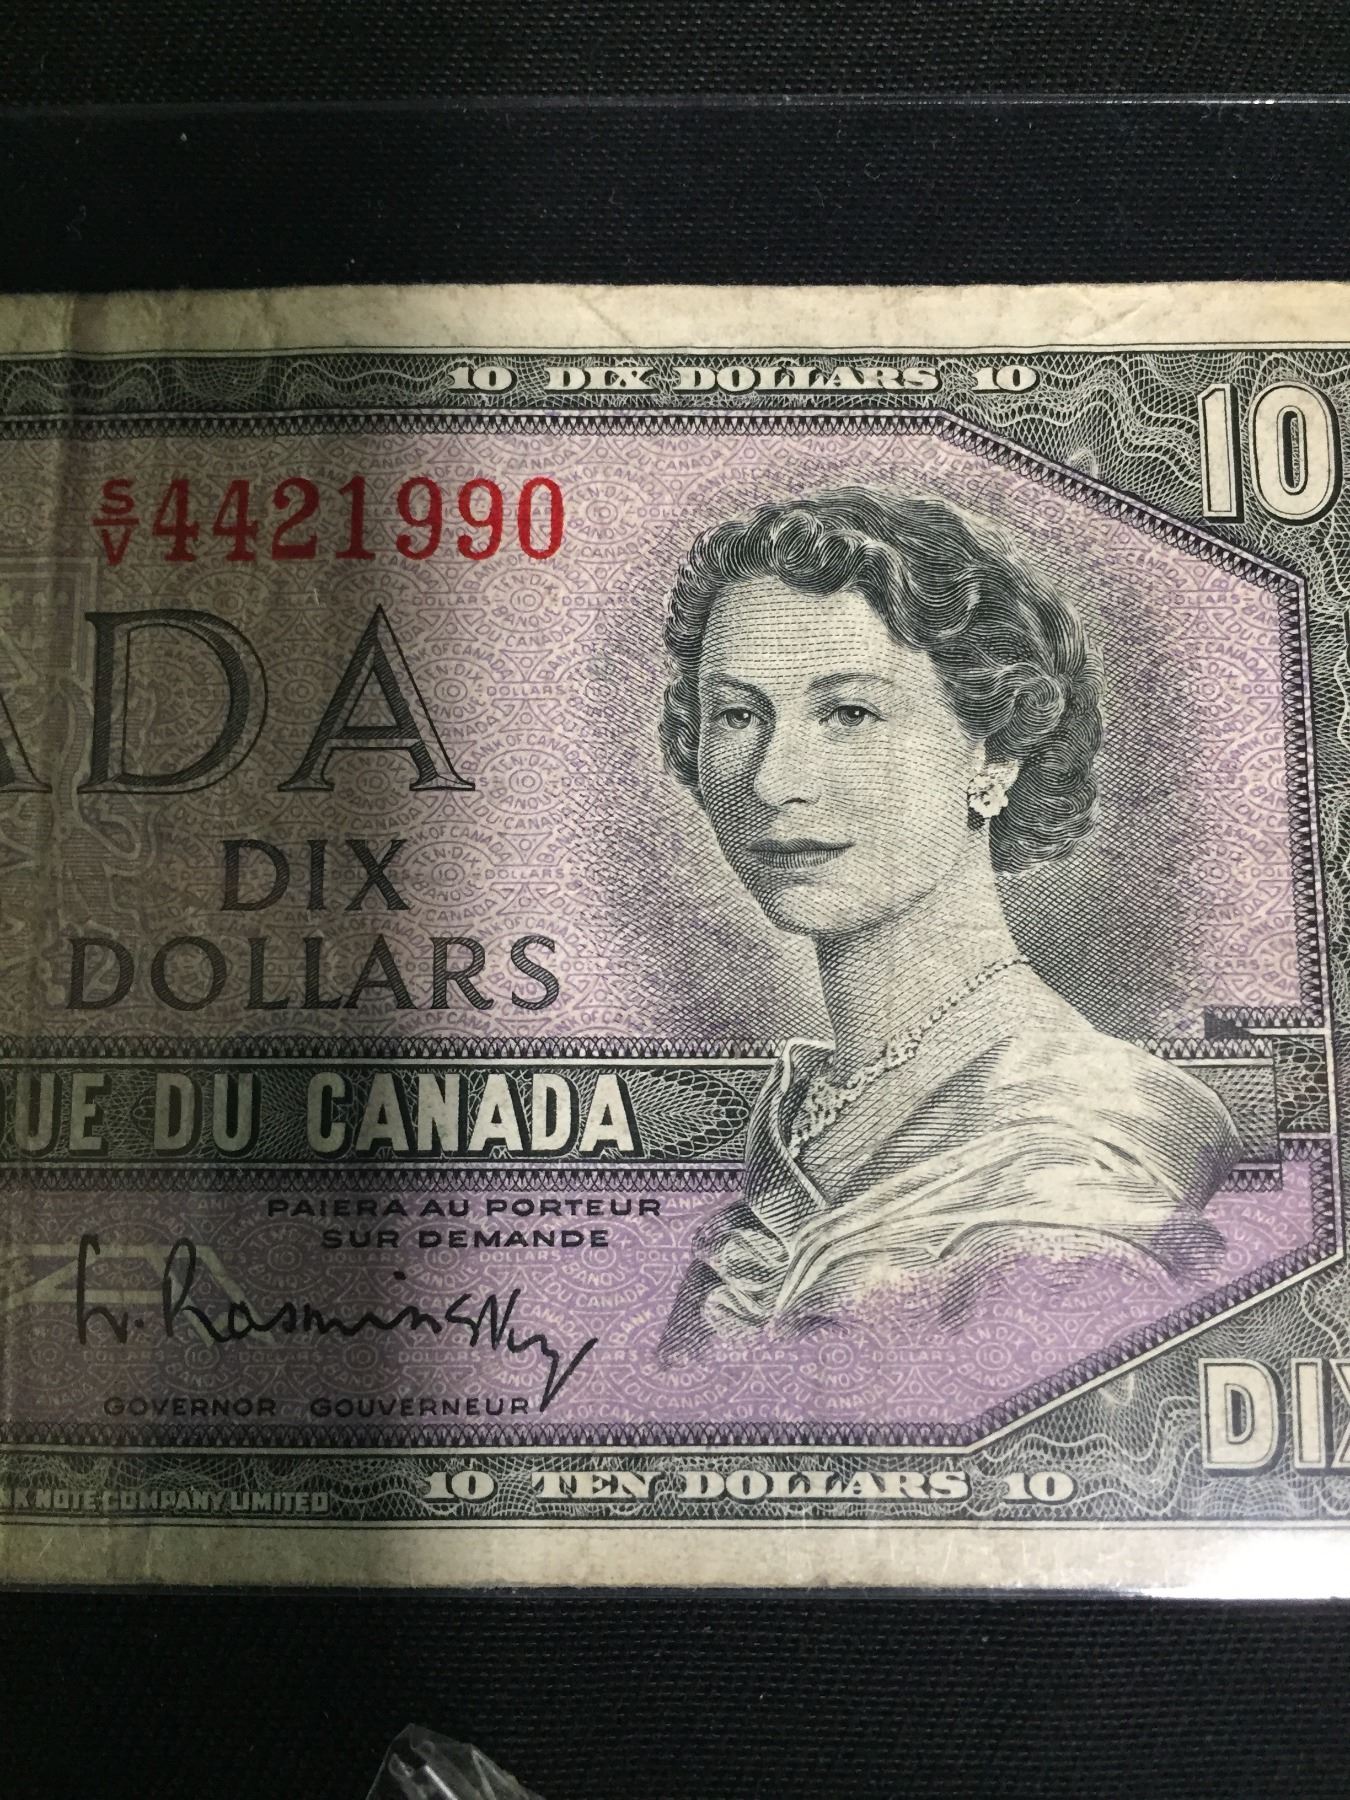 10 DIX DOLLARS 10
10
S/V 4421990
ADA
DIX
DOLLARS
UE DU CANADA
PAIERA AU PORTEUR
SUR DEMANDE
L. Rasminsky
GOVERNOR GOUVERNEUR
DIX
NK NOTE COMPANY LIMITED
10 TEN DOLLARS 10